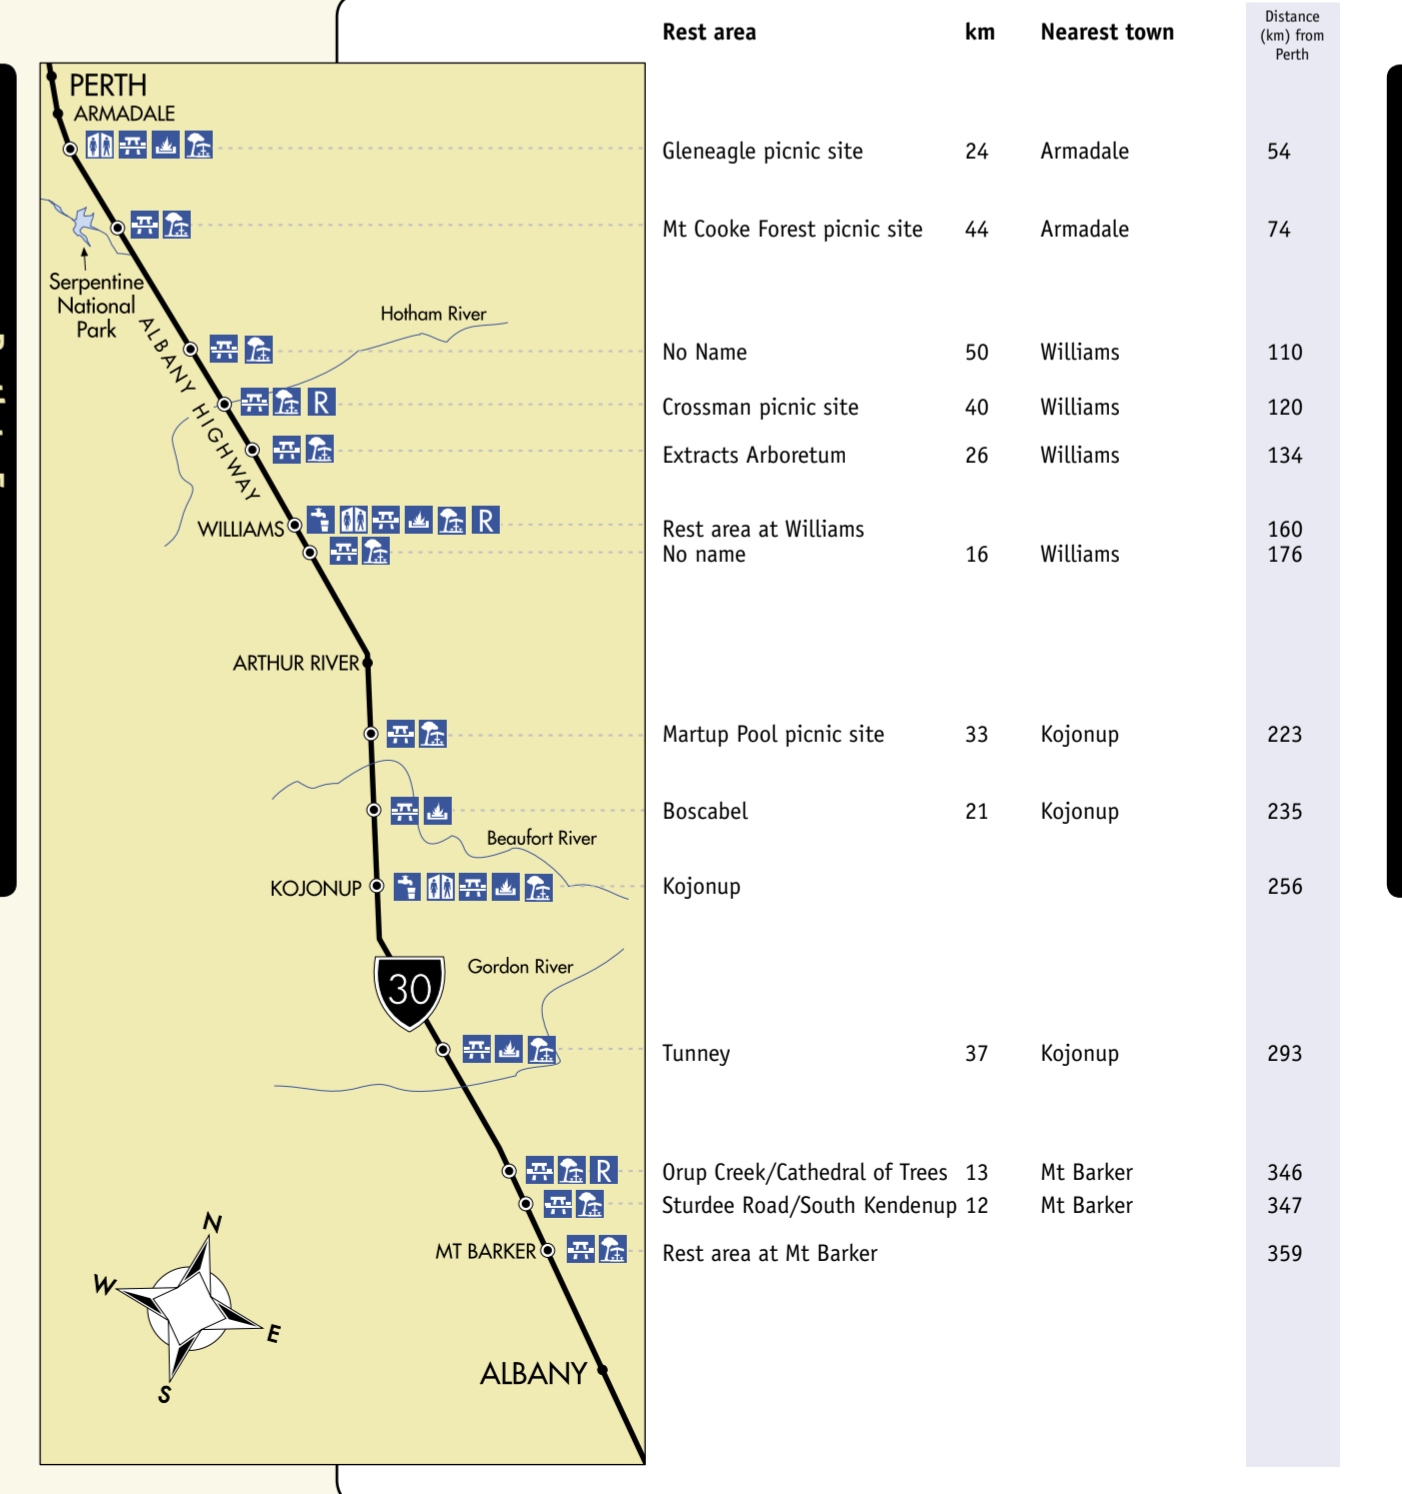 Rest area km Nearest town Distance (km) from Perth
PERTH
ARMADALE
Gleneagle picnic site 24 Armadale 54
Mt Cooke Forest picnic site 44 Armadale 74
Serpentine
National
Park
ALBANY HIGHWAY
Hotham River
No Name 50 Williams 110
R
Crossman picnic site 40 Williams 120
Extracts Arboretum 26 Williams 134
WILLIAMS
R
Rest area at Williams 160
No name 16 Williams 176
ARTHUR RIVER
Martup Pool picnic site 33 Kojonup 223
Boscabel 21 Kojonup 235
Beaufort River
KOJONUP
Kojonup 256
30
Gordon River
Tunney 37 Kojonup 293
R
Orup Creek/Cathedral of Trees 13 Mt Barker 346
Sturdee Road/South Kendenup 12 Mt Barker 347
MT BARKER
Rest area at Mt Barker 359
N
W
E
S
ALBANY